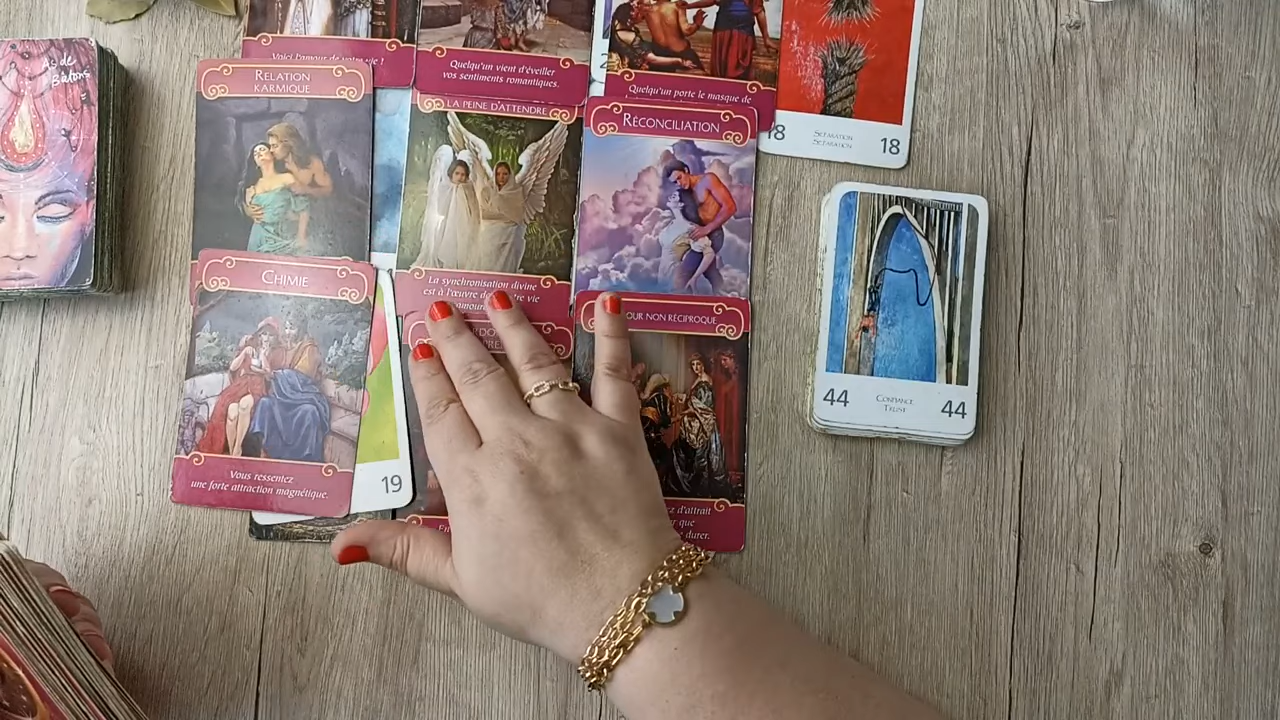 As de
Bâtons
Voici l'amour de votre vie !
Quelqu'un vient d'éveiller
vos sentiments romantiques.
Quelqu'un porte le masque de
18
SÉPARATION
SEPARATION
18
RELATION
KARMIQUE
LA PEINE D'ATTENDRE
La synchronisation divine
est à l'œuvre
RÉCONCILIATION
CHIMIE
Vous ressentez
une forte attraction magnétique.
19
NON RÉCIPROQUE
d'attrait
que
durer.
44
CONFIANCE
TRUST
44